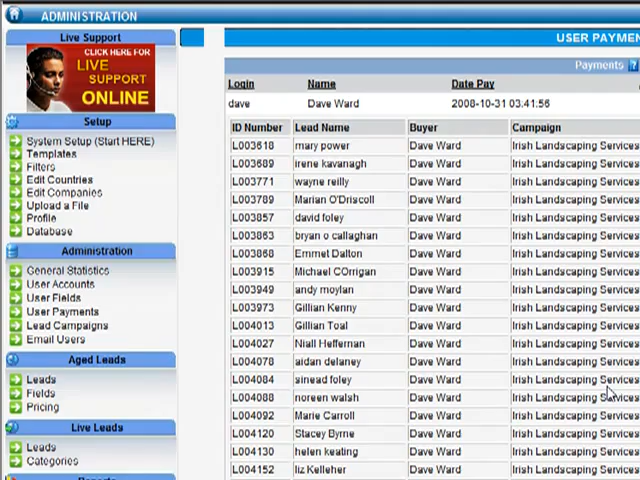 ADMINISTRATION
Live Support
CLICK HERE FOR
LIVE
SUPPORT
ONLINE
Setup
System Setup (Start HERE)
Templates
Filters
Edit Countries
Edit Companies
Upload a File
Profile
Database
Administration
General Statistics
User Accounts
User Fields
User Payments
Lead Campaigns
Email Users
Aged Leads
Leads
Fields
Pricing
Live Leads
Leads
Categories
USER PAYMEN
Payments ?
Login Name Date Pay
dave Dave Ward 2008-10-31 03:41:56
ID Number Lead Name Buyer Campaign
L003618 mary power Dave Ward Irish Landscaping Services
L003689 irene kavanagh Dave Ward Irish Landscaping Services
L003771 wayne reilly Dave Ward Irish Landscaping Services
L003789 Marian O'Driscoll Dave Ward Irish Landscaping Services
L003857 david foley Dave Ward Irish Landscaping Services
L003863 bryan o callaghan Dave Ward Irish Landscaping Services
L003868 Emmet Dalton Dave Ward Irish Landscaping Services
L003915 Michael COrrigan Dave Ward Irish Landscaping Services
L003949 andy moylan Dave Ward Irish Landscaping Services
L003973 Gillian Kenny Dave Ward Irish Landscaping Services
L004013 Gillian Toal Dave Ward Irish Landscaping Services
L004027 Niall Heffernan Dave Ward Irish Landscaping Services
L004078 aidan delaney Dave Ward Irish Landscaping Services
L004084 sinead foley Dave Ward Irish Landscaping Services
L004088 noreen walsh Dave Ward Irish Landscaping Services
L004092 Marie Carroll Dave Ward Irish Landscaping Services
L004120 Stacey Byrne Dave Ward Irish Landscaping Services
L004130 helen keating Dave Ward Irish Landscaping Services
L004152 liz Kelleher Dave Ward Irish Landscaping Services